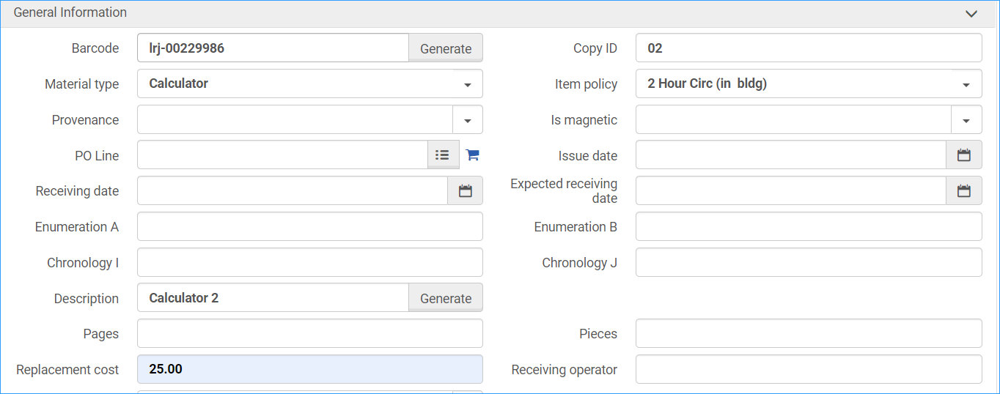 General Information
Barcode lrj-00229986 Generate Copy ID 02
Material type Calculator Item policy 2 Hour Circ (in bldg)
Provenance Is magnetic
PO Line Issue date
Receiving date Expected receiving
date
Enumeration A Enumeration B
Chronology I Chronology J
Description Calculator 2 Generate
Pages Pieces
Replacement cost 25.00 Receiving operator